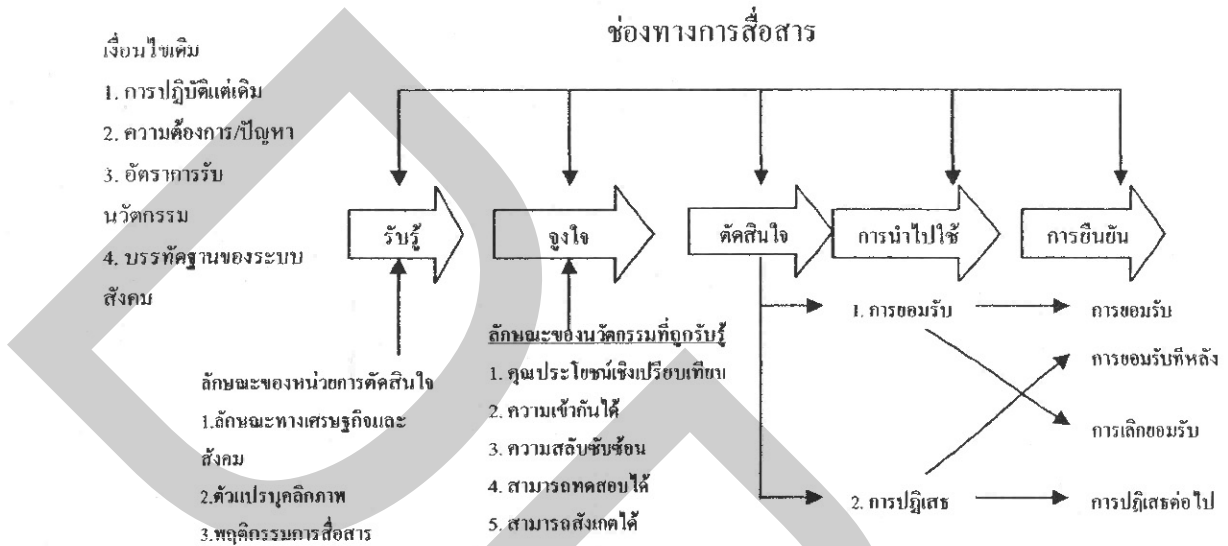 ช่องทางการสื่อสาร
เงื่อนไขเดิม
1. การปฏิบัติแต่เดิม
2. ความต้องการ/ปัญหา
3. อัตราการรับ
นวัตกรรม
4. บรรทัดฐานของระบบ
สังคม
รับรู้
จูงใจ
ตัดสินใจ
การนำไปใช้
การยืนยัน
ลักษณะของหน่วยการตัดสินใจ
1.ลักษณะทางเศรษฐกิจและ
สังคม
2.ตัวแปรบุคลิกภาพ
3.พฤติกรรมการสื่อสาร
ลักษณะของนวัตกรรมที่ถูกรับรู้
1. คุณประโยชน์เชิงเปรียบเทียบ
2. ความเข้ากันได้
3. ความสลับซับซ้อน
4. สามารถทดสอบได้
5. สามารถสังเกตได้
1. การยอมรับ
2. การปฏิเสธ
การยอมรับ
การยอมรับทีหลัง
การเลิกยอมรับ
การปฏิเสธต่อไป